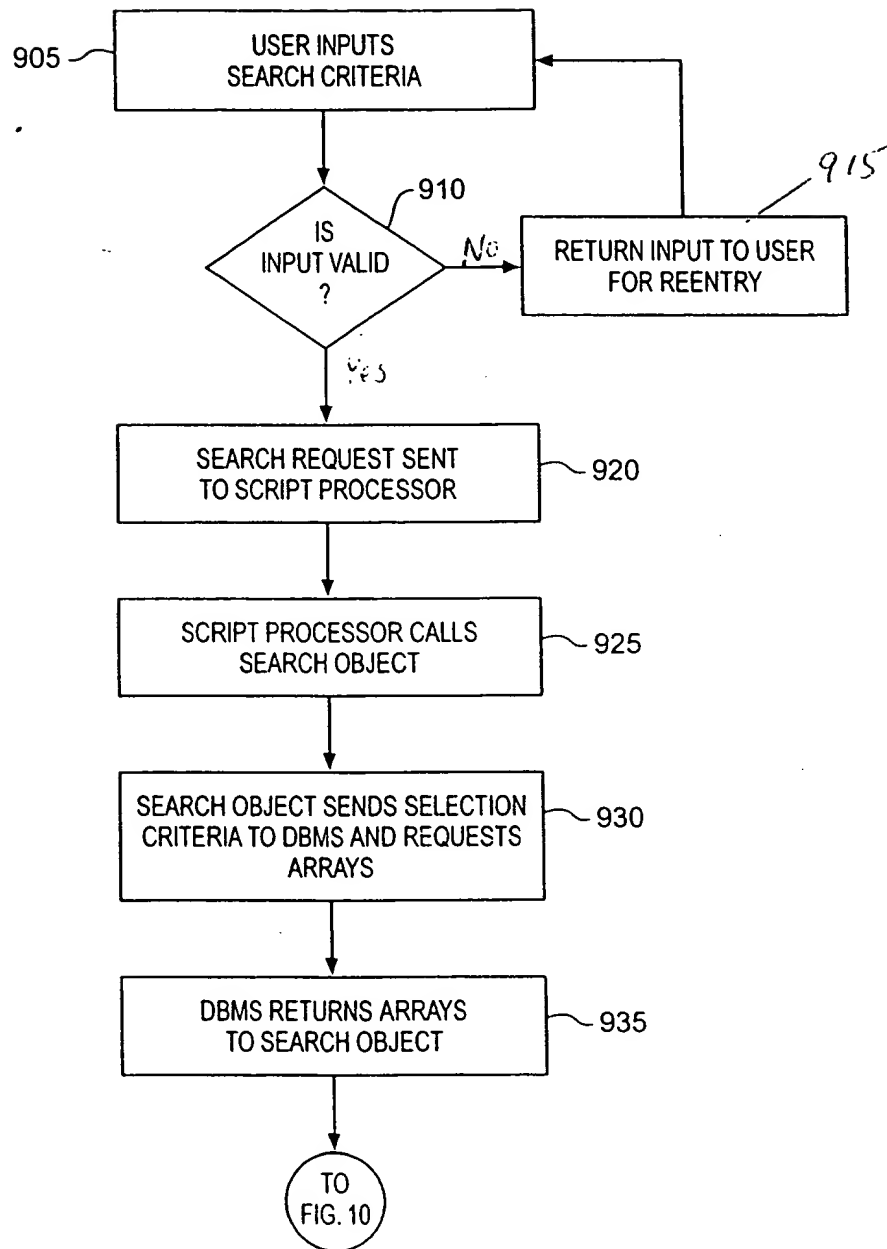 905
USER INPUTS
SEARCH CRITERIA
910
IS
INPUT VALID
?
No
915
RETURN INPUT TO USER
FOR REENTRY
Yes
SEARCH REQUEST SENT
TO SCRIPT PROCESSOR
920
SCRIPT PROCESSOR CALLS
SEARCH OBJECT
925
SEARCH OBJECT SENDS SELECTION
CRITERIA TO DBMS AND REQUESTS
ARRAYS
930
DBMS RETURNS ARRAYS
TO SEARCH OBJECT
935
TO
FIG. 10